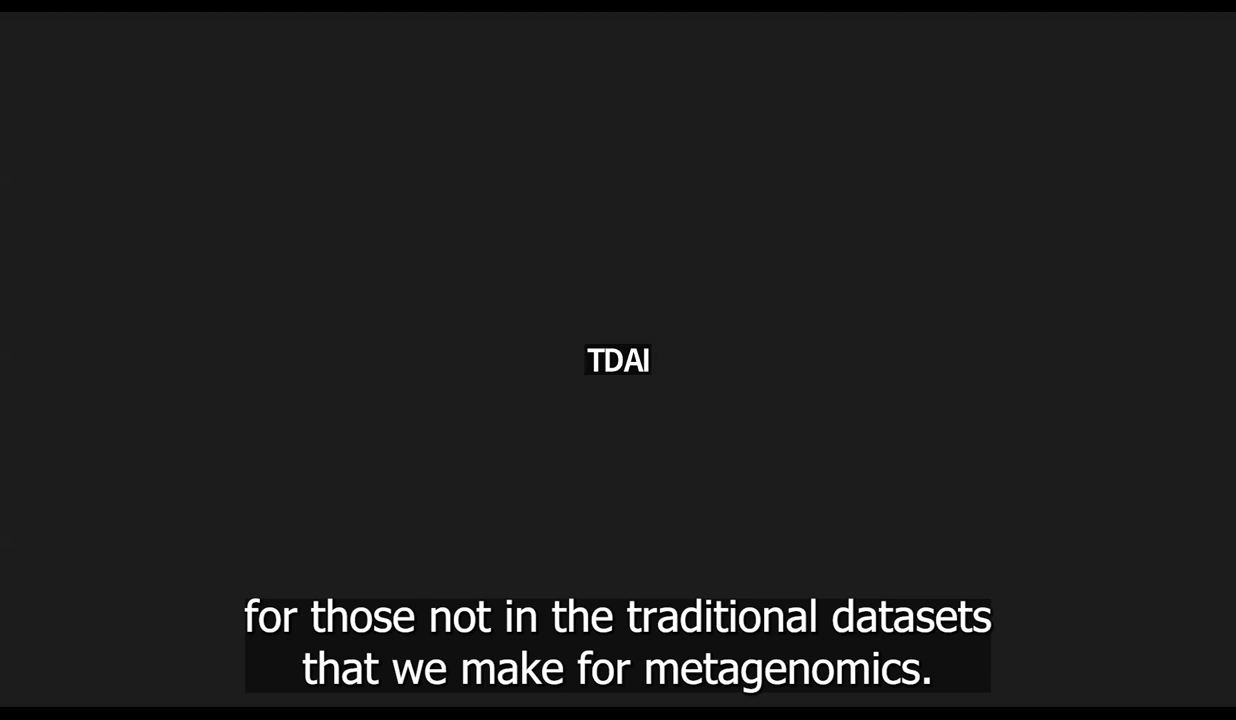 TDAI
for those not in the traditional datasets
that we make for metagenomics.